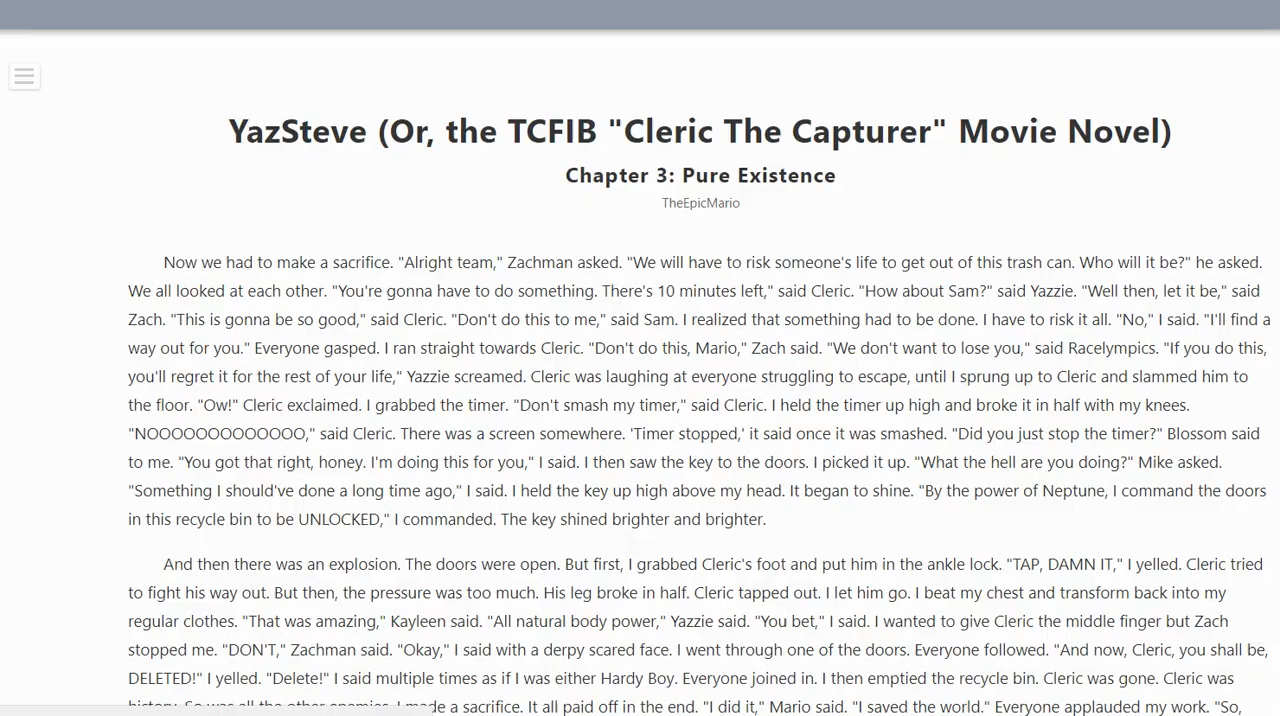 YazSteve (Or, the TCFIB "Cleric The Capturer" Movie Novel)
Chapter 3: Pure Existence
TheEpicMario
Now we had to make a sacrifice. "Alright team," Zachman asked. "We will have to risk someone's life to get out of this trash can. Who will it be?" he asked.
We all looked at each other. "You're gonna have to do something. There's 10 minutes left," said Cleric. "How about Sam?" said Yazzie. "Well then, let it be," said
Zach. "This is gonna be so good," said Cleric. "Don't do this to me," said Sam. I realized that something had to be done. I have to risk it all. "No," I said. "I'll find a
way out for you." Everyone gasped. I ran straight towards Cleric. "Don't do this, Mario," Zach said. "We don't want to lose you," said Racelympics. "If you do this,
you'll regret it for the rest of your life," Yazzie screamed. Cleric was laughing at everyone struggling to escape, until I sprung up to Cleric and slammed him to
the floor. "Ow!" Cleric exclaimed. I grabbed the timer. "Don't smash my timer," said Cleric. I held the timer up high and broke it in half with my knees.
"NOOOOOOOOOOOOO," said Cleric. There was a screen somewhere. 'Timer stopped,' it said once it was smashed. "Did you just stop the timer?" Blossom said
to me. "You got that right, honey. I'm doing this for you," I said. I then saw the key to the doors. I picked it up. "What the hell are you doing?" Mike asked.
"Something I should've done a long time ago," I said. I held the key up high above my head. It began to shine. "By the power of Neptune, I command the doors
in this recycle bin to be UNLOCKED," I commanded. The key shined brighter and brighter.
And then there was an explosion. The doors were open. But first, I grabbed Cleric's foot and put him in the ankle lock. "TAP, DAMN IT," I yelled. Cleric tried
to fight his way out. But then, the pressure was too much. His leg broke in half. Cleric tapped out. I let him go. I beat my chest and transform back into my
regular clothes. "That was amazing," Kayleen said. "All natural body power," Yazzie said. "You bet," I said. I wanted to give Cleric the middle finger but Zach
stopped me. "DON'T," Zachman said. "Okay," I said with a derpy scared face. I went through one of the doors. Everyone followed. "And now, Cleric, you shall be,
DELETED!" I yelled. "Delete!" I said multiple times as if I was either Hardy Boy. Everyone joined in. I then emptied the recycle bin. Cleric was gone. Cleric was
history. So was all the other enemies. I made a sacrifice. It all paid off in the end. "I did it," Mario said. "I saved the world." Everyone applauded my work. "So,